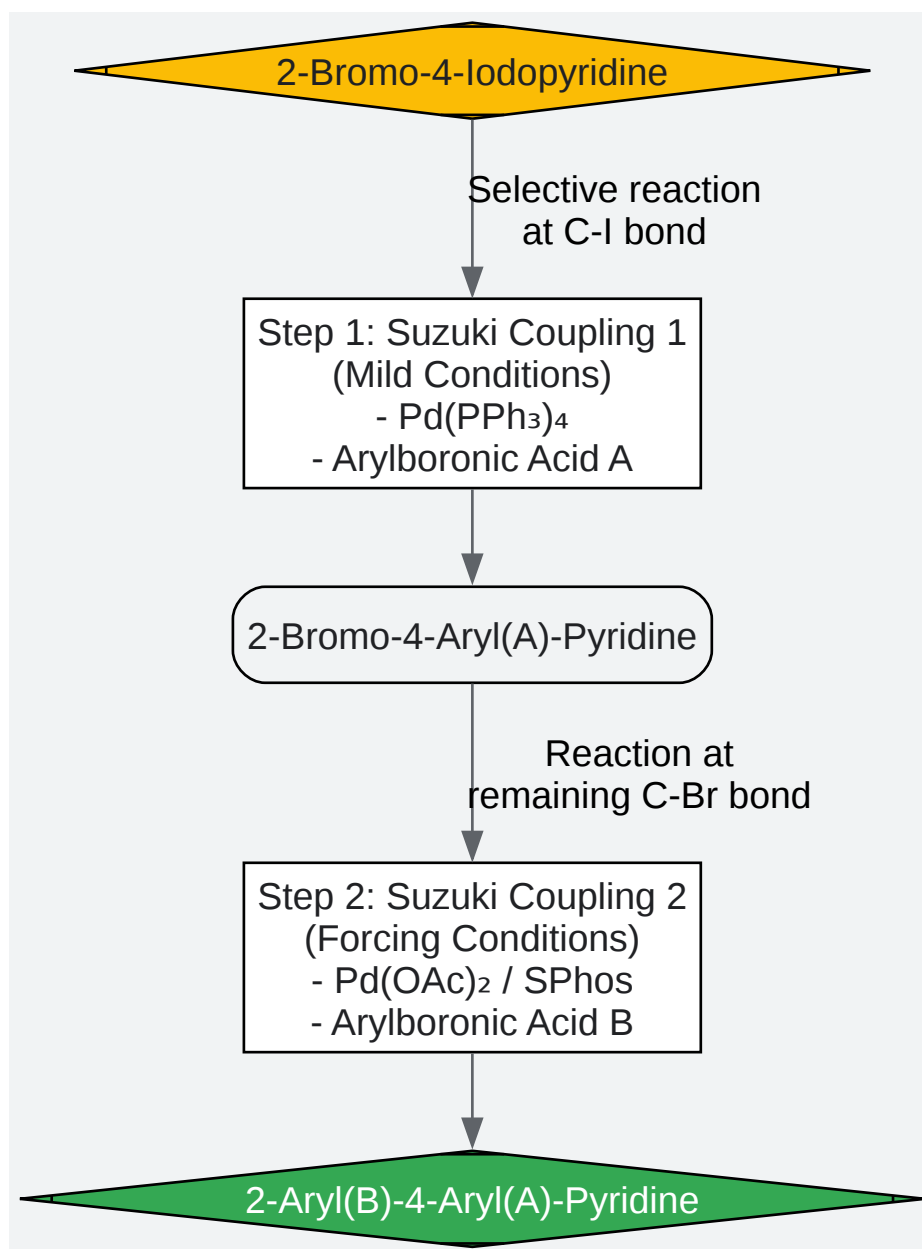 2-Bromo-4-Iodopyridine
Selective reaction
at C-I bond
Step 1: Suzuki Coupling 1
(Mild Conditions)
- Pd(PPh₃)₄
- Arylboronic Acid A
2-Bromo-4-Aryl(A)-Pyridine
Reaction at
remaining C-Br bond
Step 2: Suzuki Coupling 2
(Forcing Conditions)
- Pd(OAc)₂ / SPhos
- Arylboronic Acid B
2-Aryl(B)-4-Aryl(A)-Pyridine